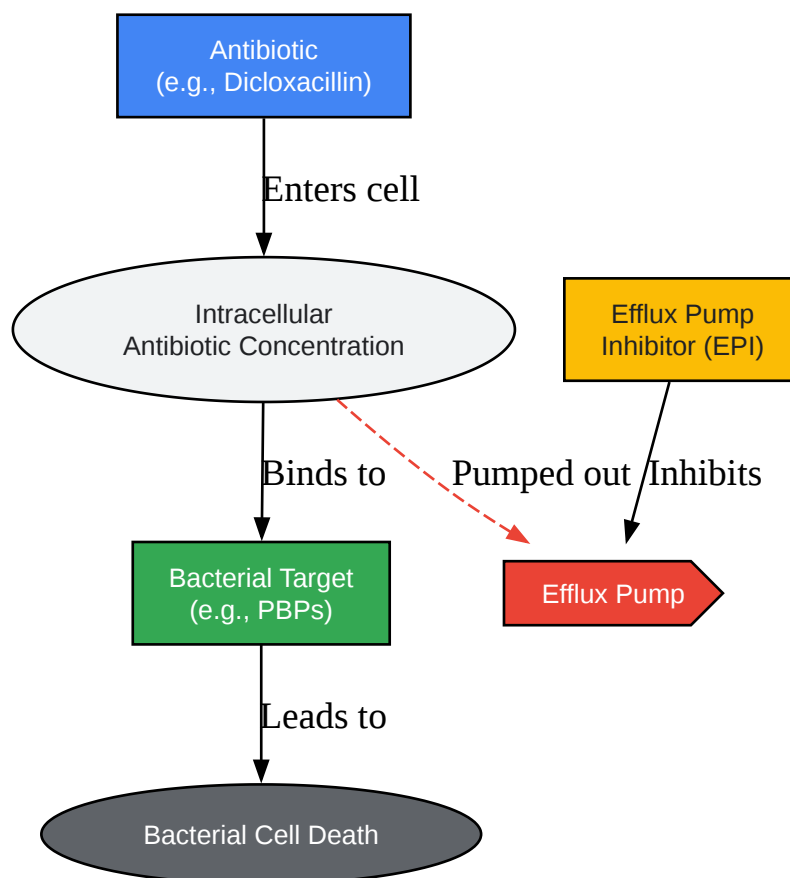 Antibiotic
(e.g., Dicloxacillin)
Enters cell
Intracellular
Antibiotic Concentration
Efflux Pump
Inhibitor (EPI)
Binds to
Pumped out
Inhibits
Bacterial Target
(e.g., PBPs)
Efflux Pump
Leads to
Bacterial Cell Death